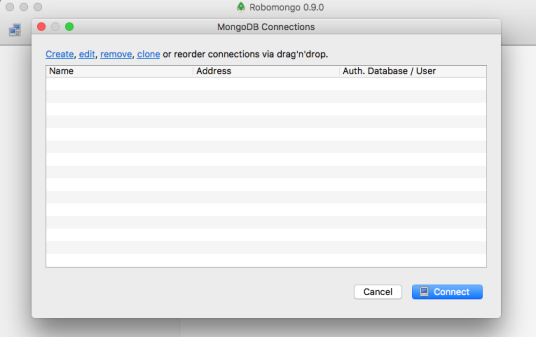 Robomongo 0.9.0
MongoDB Connections
Create, edit, remove, clone or reorder connections via drag'n'drop.
Name Address Auth. Database / User
Cancel Connect